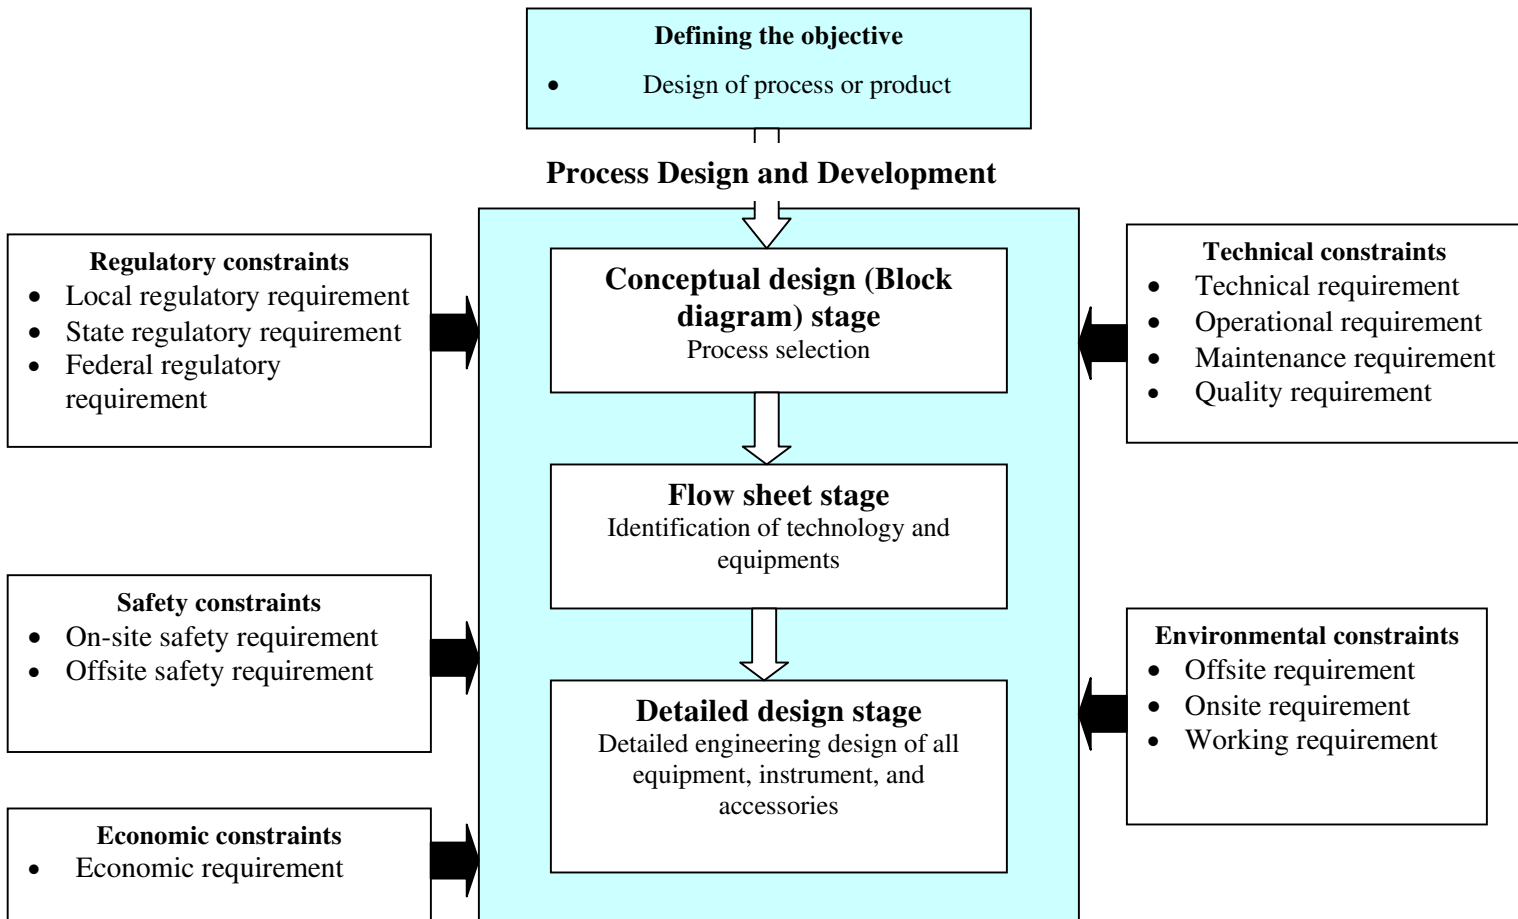 Defining the objective
• Design of process or product
Process Design and Development
Regulatory constraints
• Local regulatory requirement
• State regulatory requirement
• Federal regulatory
requirement
Conceptual design (Block
diagram) stage
Process selection
Technical constraints
• Technical requirement
• Operational requirement
• Maintenance requirement
• Quality requirement
Flow sheet stage
Identification of technology and
equipments
Safety constraints
• On-site safety requirement
• Offsite safety requirement
Environmental constraints
• Offsite requirement
• Onsite requirement
• Working requirement
Detailed design stage
Detailed engineering design of all
equipment, instrument, and
accessories
Economic constraints
• Economic requirement